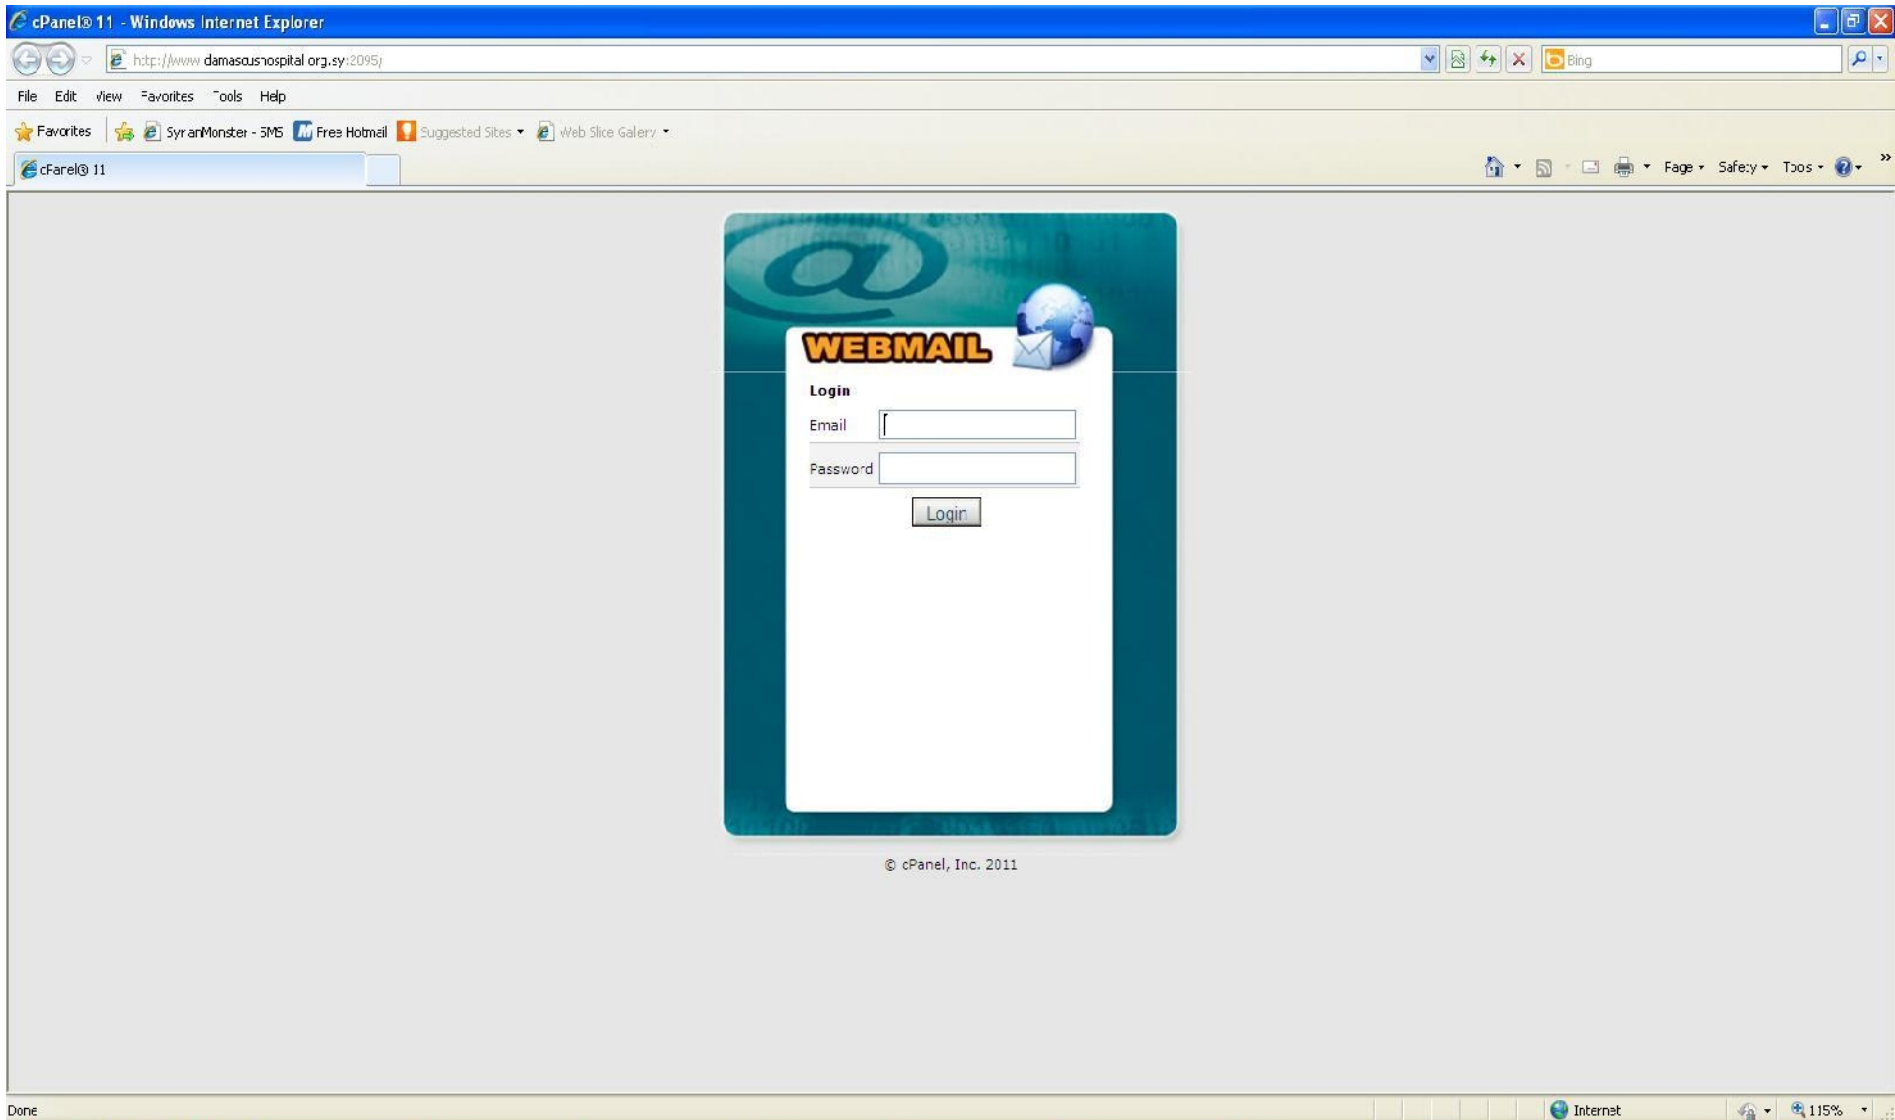 cPanel® 11 - Windows Internet Explorer
http://www.damascushospital.org.sy:2095/
Bing
File Edit View Favorites Tools Help
Favorites SyrianMonster - SMS Free Hotmail Suggested Sites Web Slice Gallery
cPanel® 11
Page Safety Tools
WEBMAIL
Login
Email
Password
Login
© cPanel, Inc. 2011
Done
Internet
115%